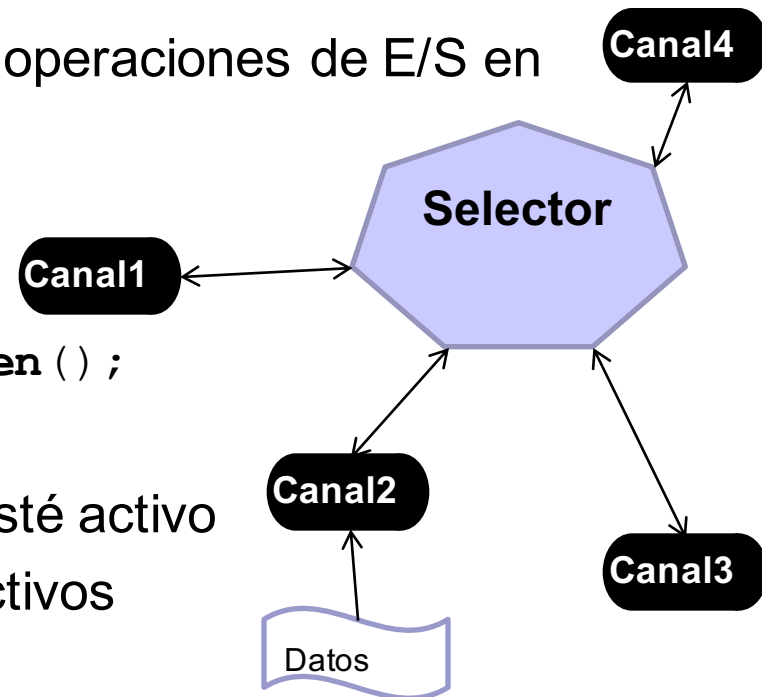 operaciones de E/S en
Canal4
Selector
Canal1
en();
Canal2
sté activo
Canal3
ctivos
Datos